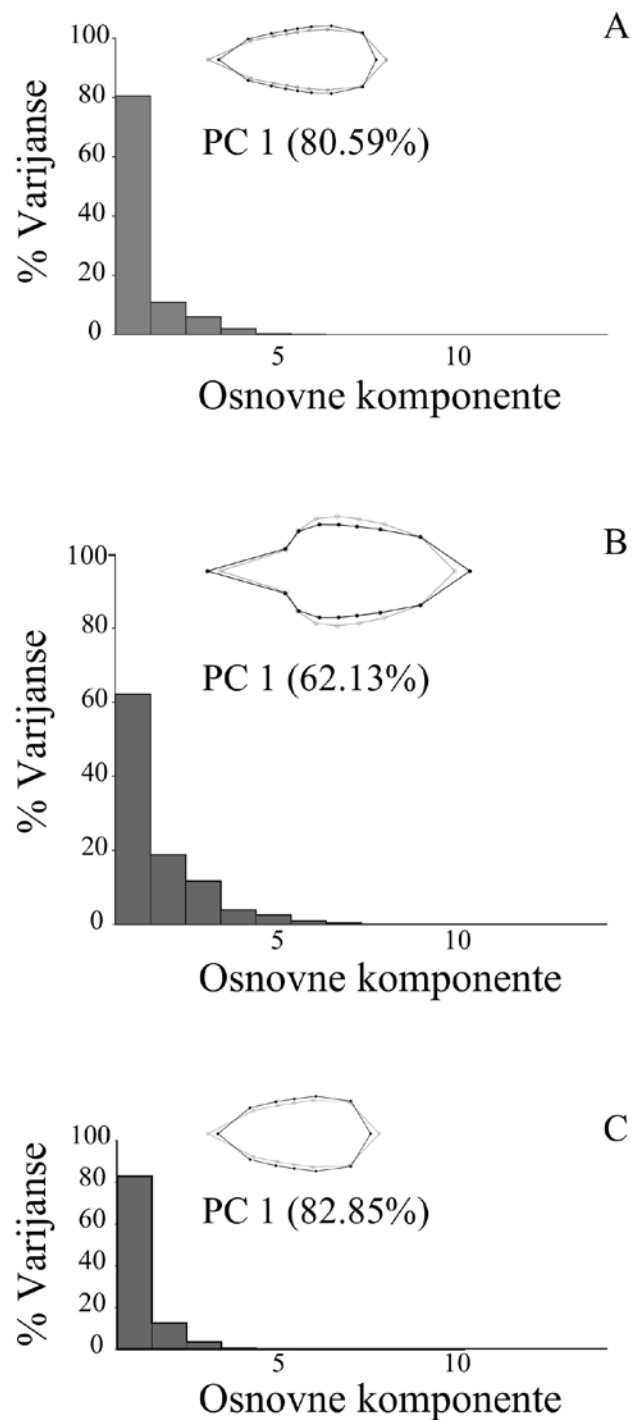 A
PC 1 (80.59%)
% Varijanse
100
80
60
40
20
0
5
10
Osnovne komponente
B
PC 1 (62.13%)
% Varijanse
100
80
60
40
20
0
5
10
Osnovne komponente
C
PC 1 (82.85%)
% Varijanse
100
80
60
40
20
0
5
10
Osnovne komponente